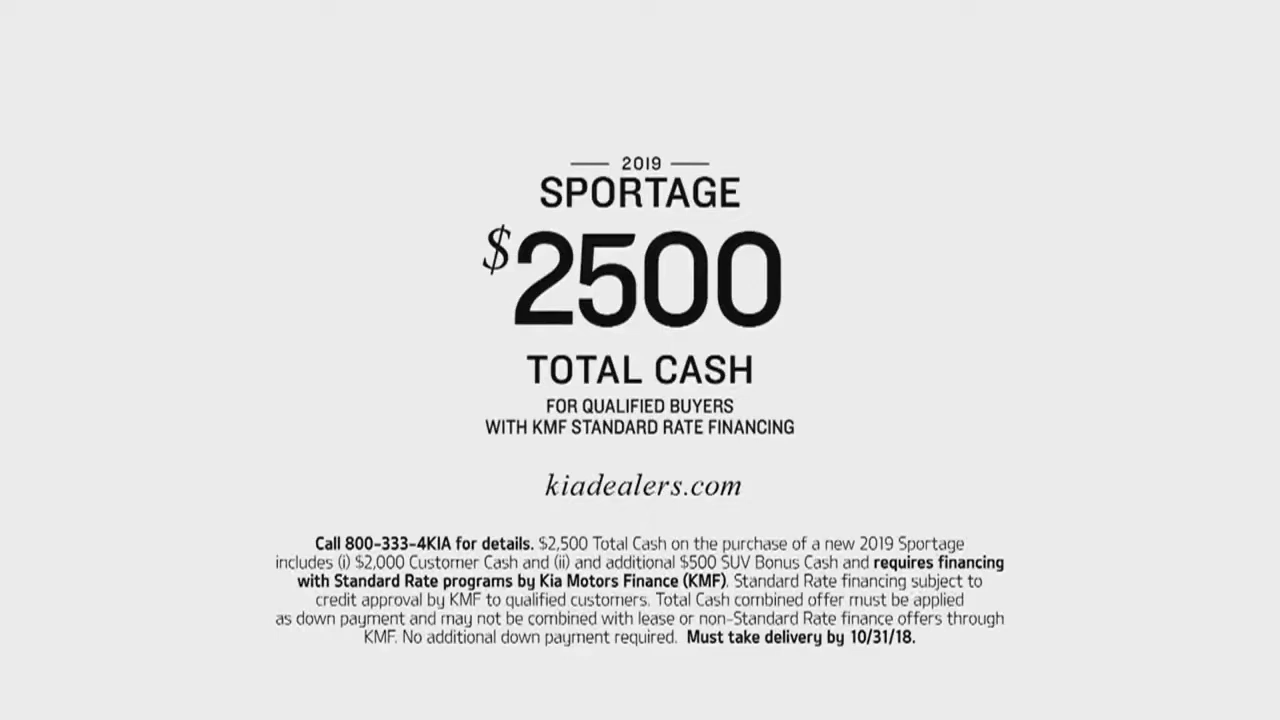 2019
SPORTAGE
$2500
TOTAL CASH
FOR QUALIFIED BUYERS
WITH KMF STANDARD RATE FINANCING
kiadealers.com
Call 800-333-4KIA for details. $2,500 Total Cash on the purchase of a new 2019 Sportage
includes (i) $2,000 Customer Cash and (ii) and additional $500 SUV Bonus Cash and requires financing
with Standard Rate programs by Kia Motors Finance (KMF). Standard Rate financing subject to
credit approval by KMF to qualified customers. Total Cash combined offer must be applied
as down payment and may not be combined with lease or non-Standard Rate finance offers through
KMF. No additional down payment required. Must take delivery by 10/31/18.